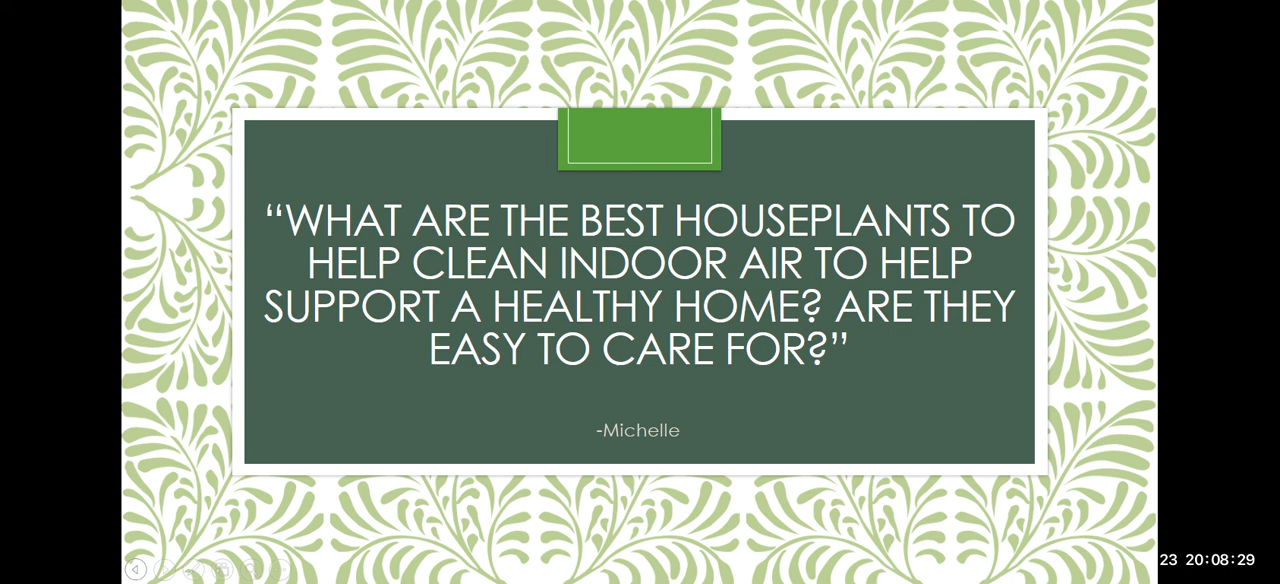 “WHAT ARE THE BEST HOUSEPLANTS TO
HELP CLEAN INDOOR AIR TO HELP
SUPPORT A HEALTHY HOME? ARE THEY
EASY TO CARE FOR?”
-Michelle
23 20:08:29